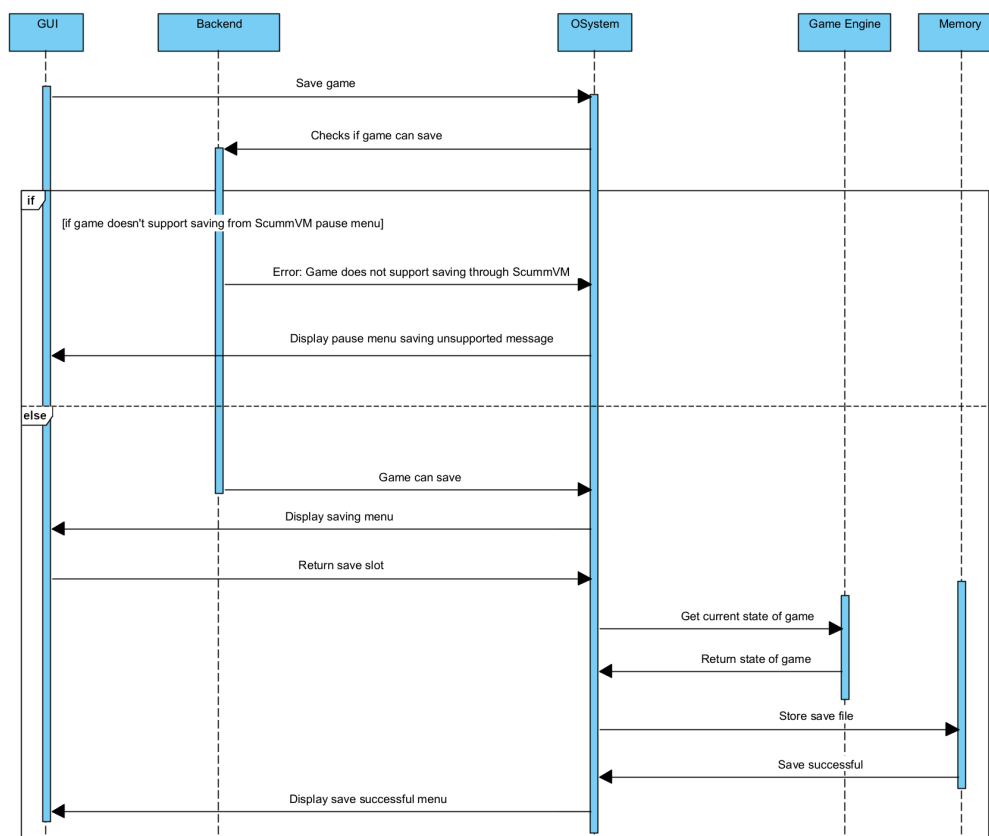 GUI
Backend
OSystem
Game Engine
Memory
Save game
Checks if game can save
if
[if game doesn't support saving from ScummVM pause menu]
Error: Game does not support saving through ScummVM
Display pause menu saving unsupported message
else
Game can save
Display saving menu
Return save slot
Get current state of game
Return state of game
Store save file
Save successful
Display save successful menu